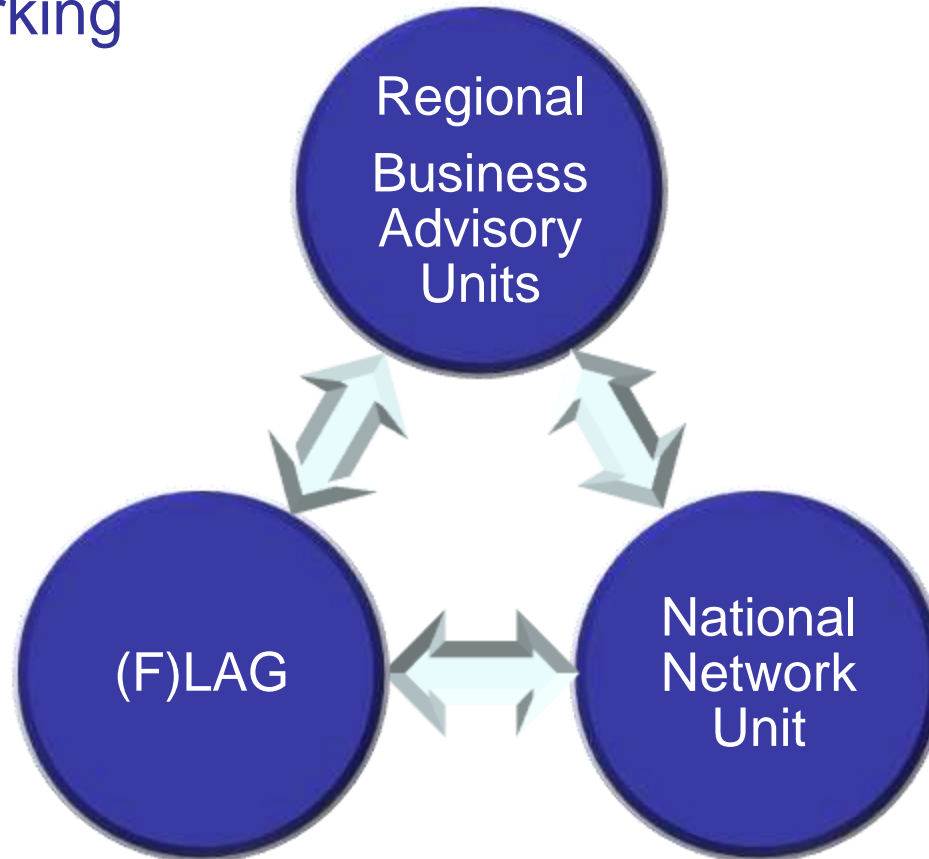 rking
Regional
Business
Advisory
Units
(F)LAG
National
Network
Unit